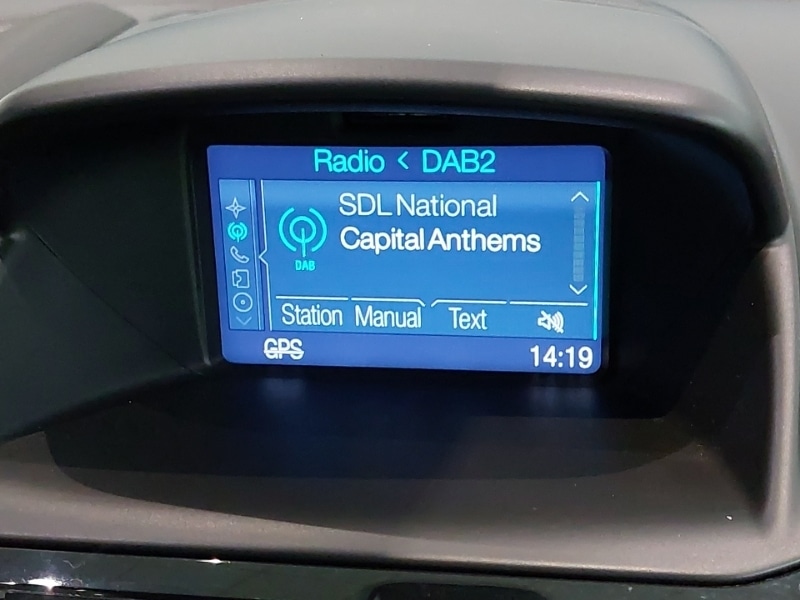 Radio < DAB2
SDL National
Capital Anthems
DAB
Station Manual Text
GPS 14:19